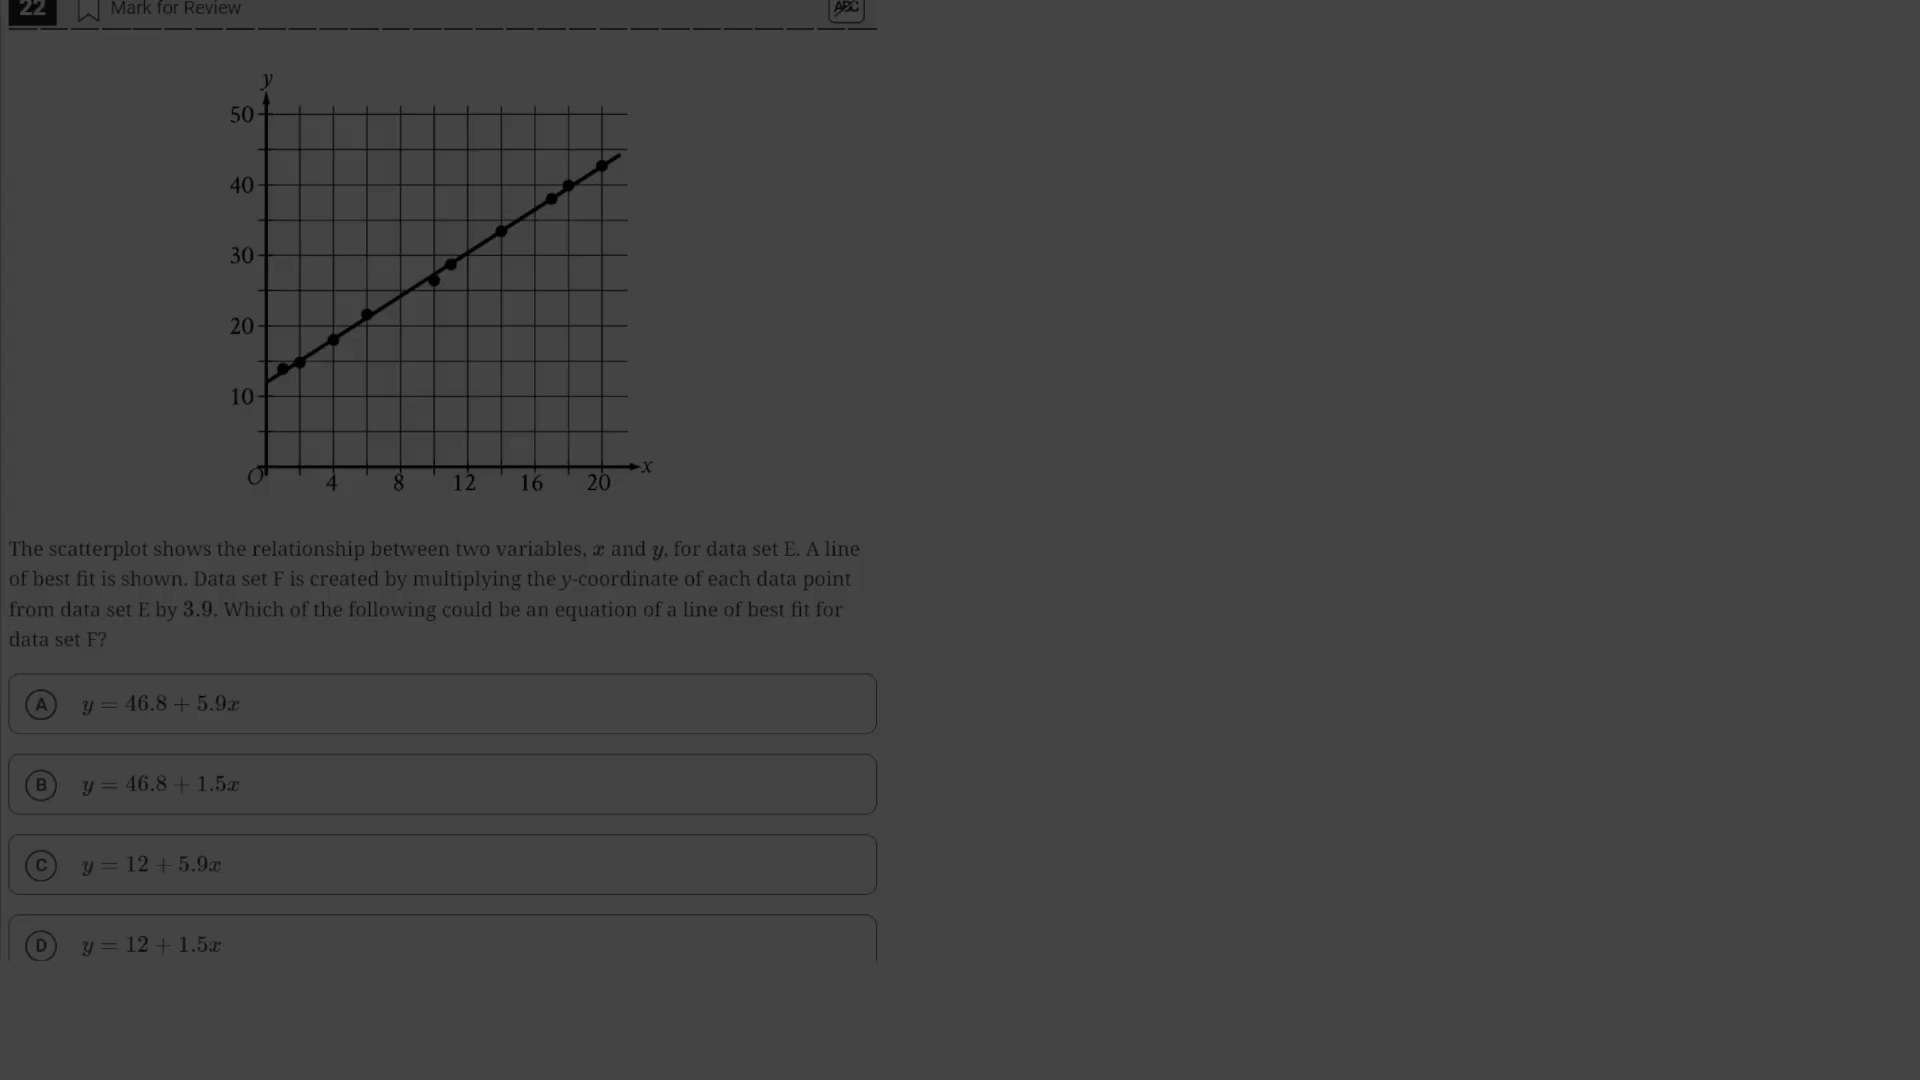 22 Mark for Review ABC
y
50
40
30
20
10
O 4 8 12 16 20 x
The scatterplot shows the relationship between two variables, x and y, for data set E. A line
of best fit is shown. Data set F is created by multiplying the y-coordinate of each data point
from data set E by 3.9. Which of the following could be an equation of a line of best fit for
data set F?
A y = 46.8 + 5.9x
B y = 46.8 + 1.5x
C y = 12 + 5.9x
D y = 12 + 1.5x